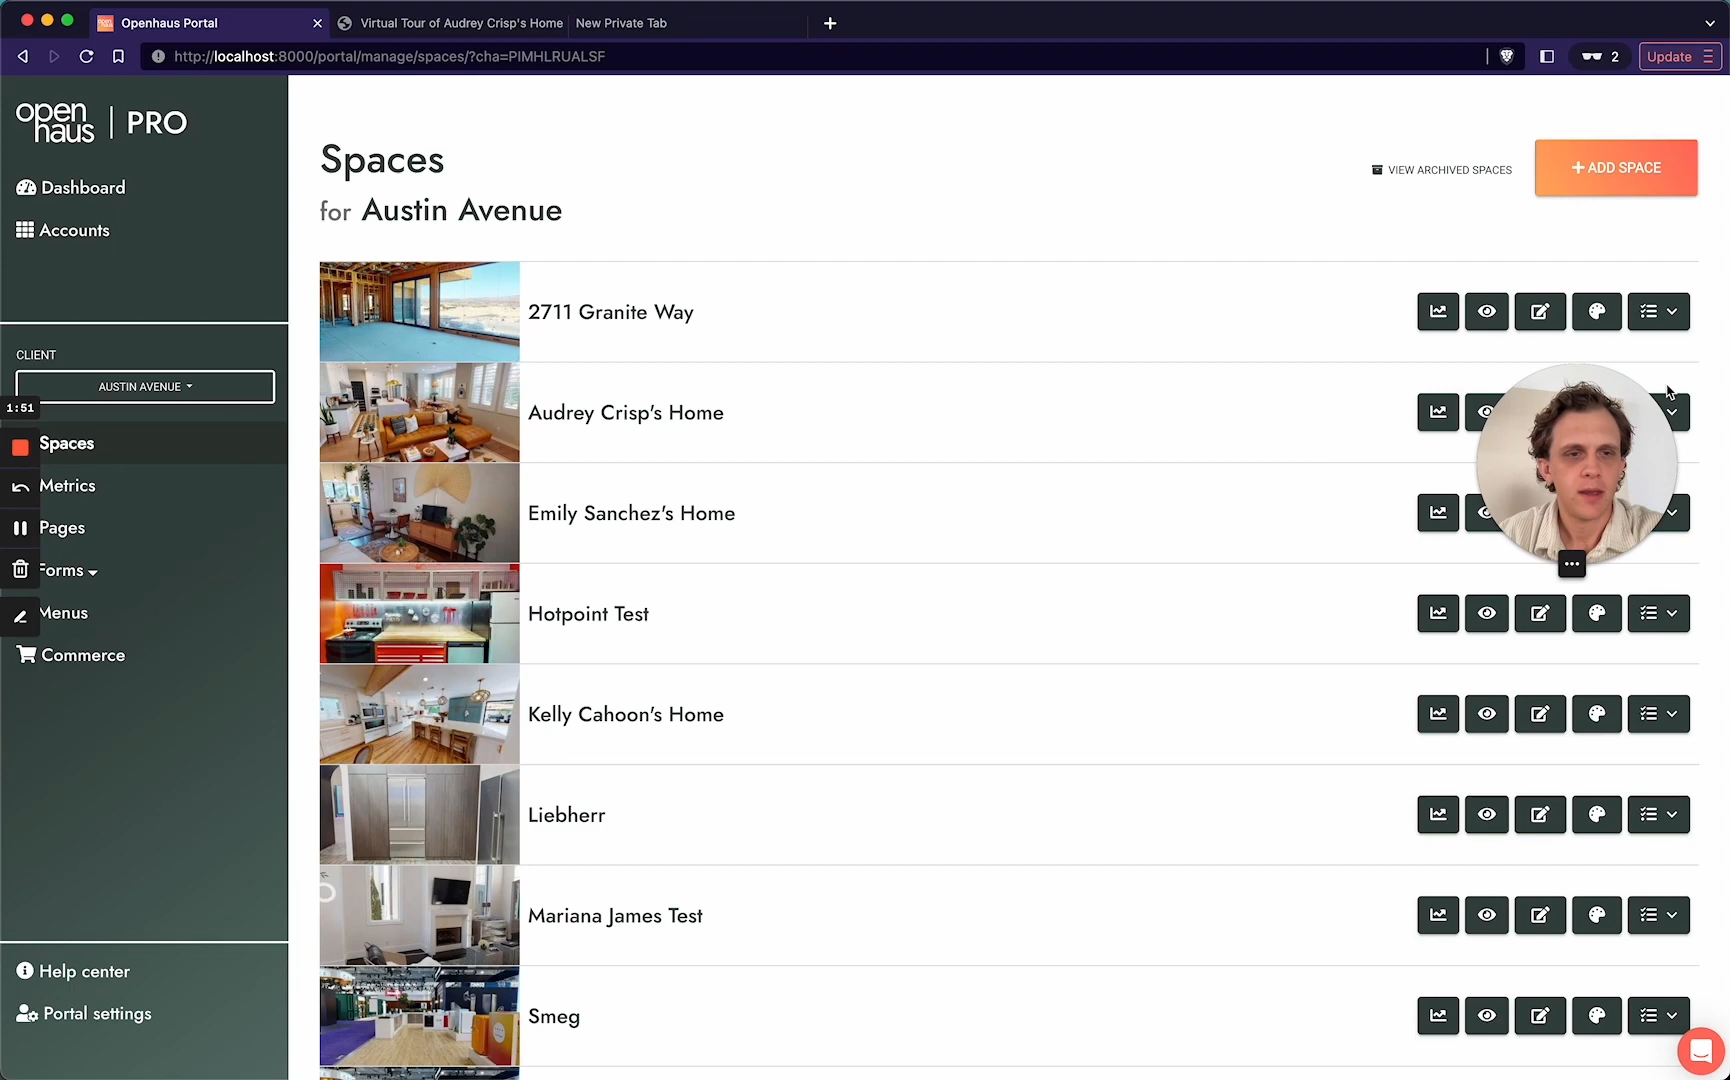 Openhaus Portal
Virtual Tour of Audrey Crisp's Home
New Private Tab
http://localhost:8000/portal/manage/spaces/?cha=PIMHLRUALSF
2
Update
open haus | PRO
Dashboard
Accounts
CLIENT
AUSTIN AVENUE
1:51
Spaces
Metrics
Pages
Forms
Menus
Commerce
Help center
Portal settings
Spaces
for Austin Avenue
VIEW ARCHIVED SPACES
+ ADD SPACE
2711 Granite Way
Audrey Crisp's Home
Emily Sanchez's Home
Hotpoint Test
Kelly Cahoon's Home
Liebherr
Mariana James Test
Smeg